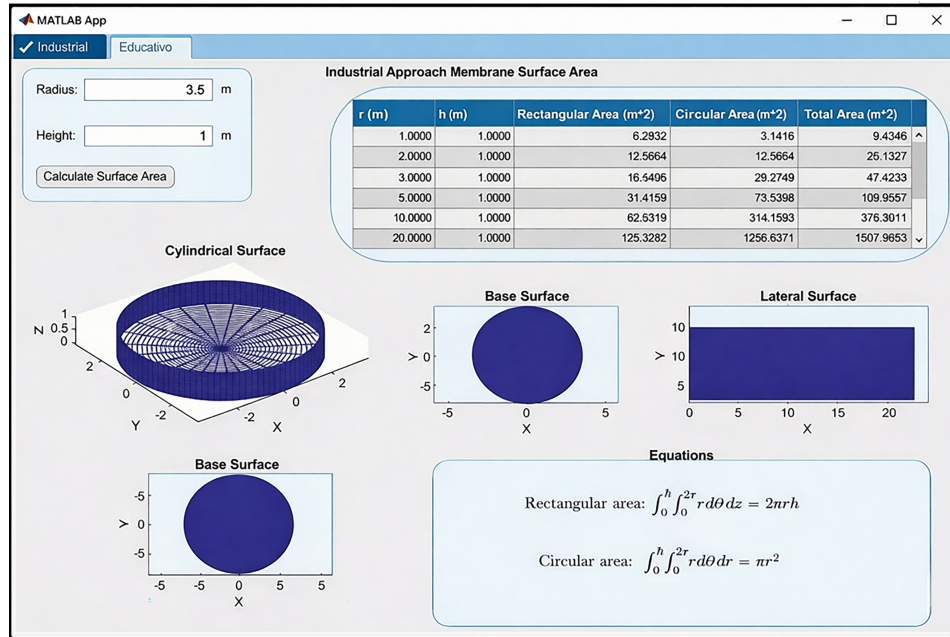 MATLAB App
Industrial Educativo
Radius: 3.5 m
Height: 1 m
Calculate Surface Area
Industrial Approach Membrane Surface Area
r (m) h (m) Rectangular Area (m^2) Circular Area (m^2) Total Area (m^2)
1.0000 1.0000 6.2932 3.1416 9.4346
2.0000 1.0000 12.5664 12.5664 25.1327
3.0000 1.0000 16.5496 29.2749 47.4233
5.0000 1.0000 31.4159 73.5398 109.9557
10.0000 1.0000 62.5319 314.1593 376.3011
20.0000 1.0000 125.3282 1256.6371 1507.9653
Cylindrical Surface
Z
1
0.5
0
2
0
-2
Y
-2
0
2
X
Base Surface
Y
2
0
-5
-5 0 5
X
Lateral Surface
Y
10
10
5
0 5 10 15 20
X
Base Surface
Y
-5
0
-5
-5 -5 0 5 5
X
Equations
Rectangular area: ∫₀ʰ ∫₀²ʳ r dθ dz = 2πrh
Circular area: ∫₀ʰ ∫₀²ʳ r dθ dr = πr²